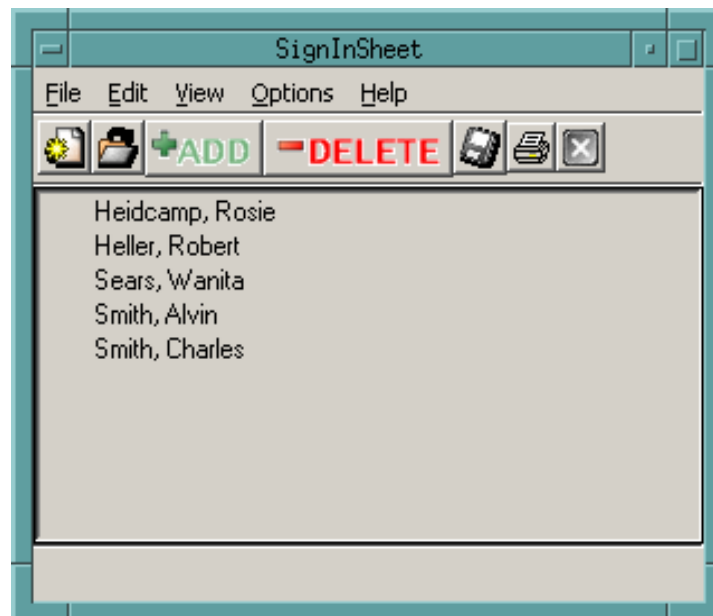 SignInSheet
File Edit View Options Help
+ADD -DELETE
Heidcamp, Rosie
Heller, Robert
Sears, Wanita
Smith, Alvin
Smith, Charles